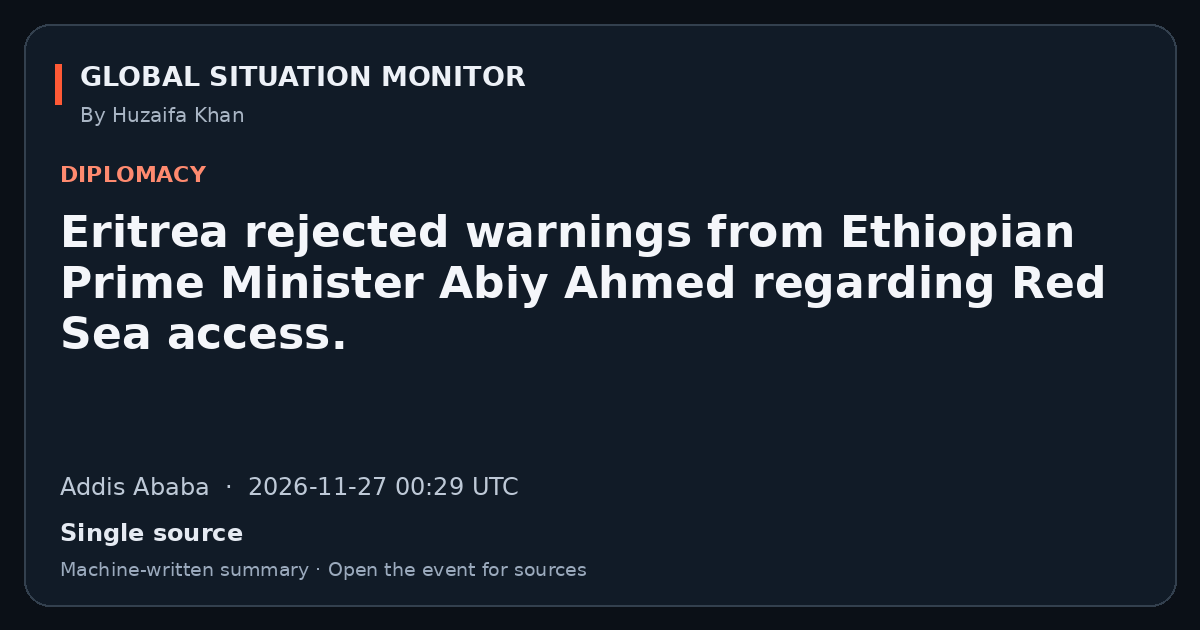 GLOBAL SITUATION MONITOR
By Huzaifa Khan
DIPLOMACY
Eritrea rejected warnings from Ethiopian
Prime Minister Abiy Ahmed regarding Red
Sea access.
Addis Ababa · 2026-11-27 00:29 UTC
Single source
Machine-written summary · Open the event for sources